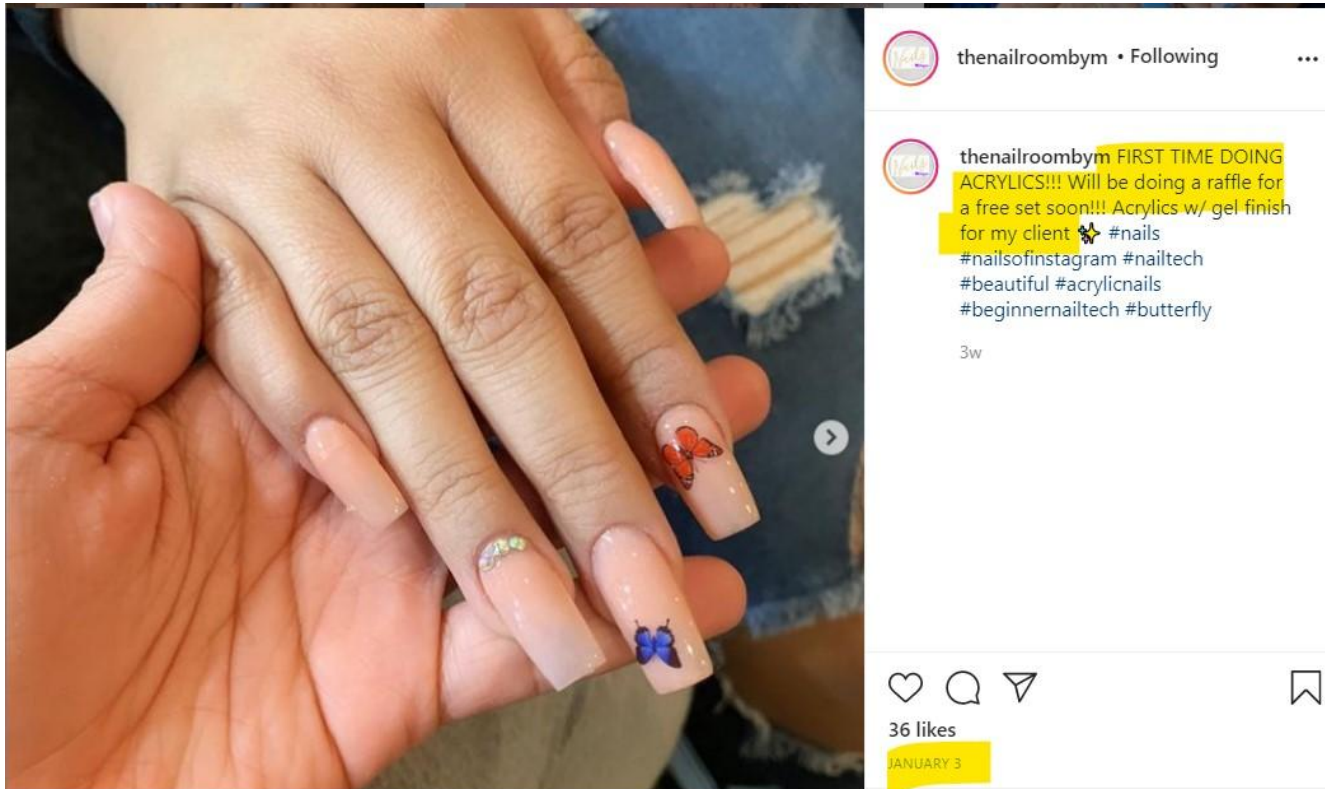 thenailroombym • Following
thenailroombym FIRST TIME DOING
ACRYLICS!!! Will be doing a raffle for
a free set soon!!! Acrylics w/ gel finish
for my client ✨ #nails
#nailsofinstagram #nailtech
#beautiful #acrylicnails
#beginnernailtech #butterfly
3w
36 likes
JANUARY 3